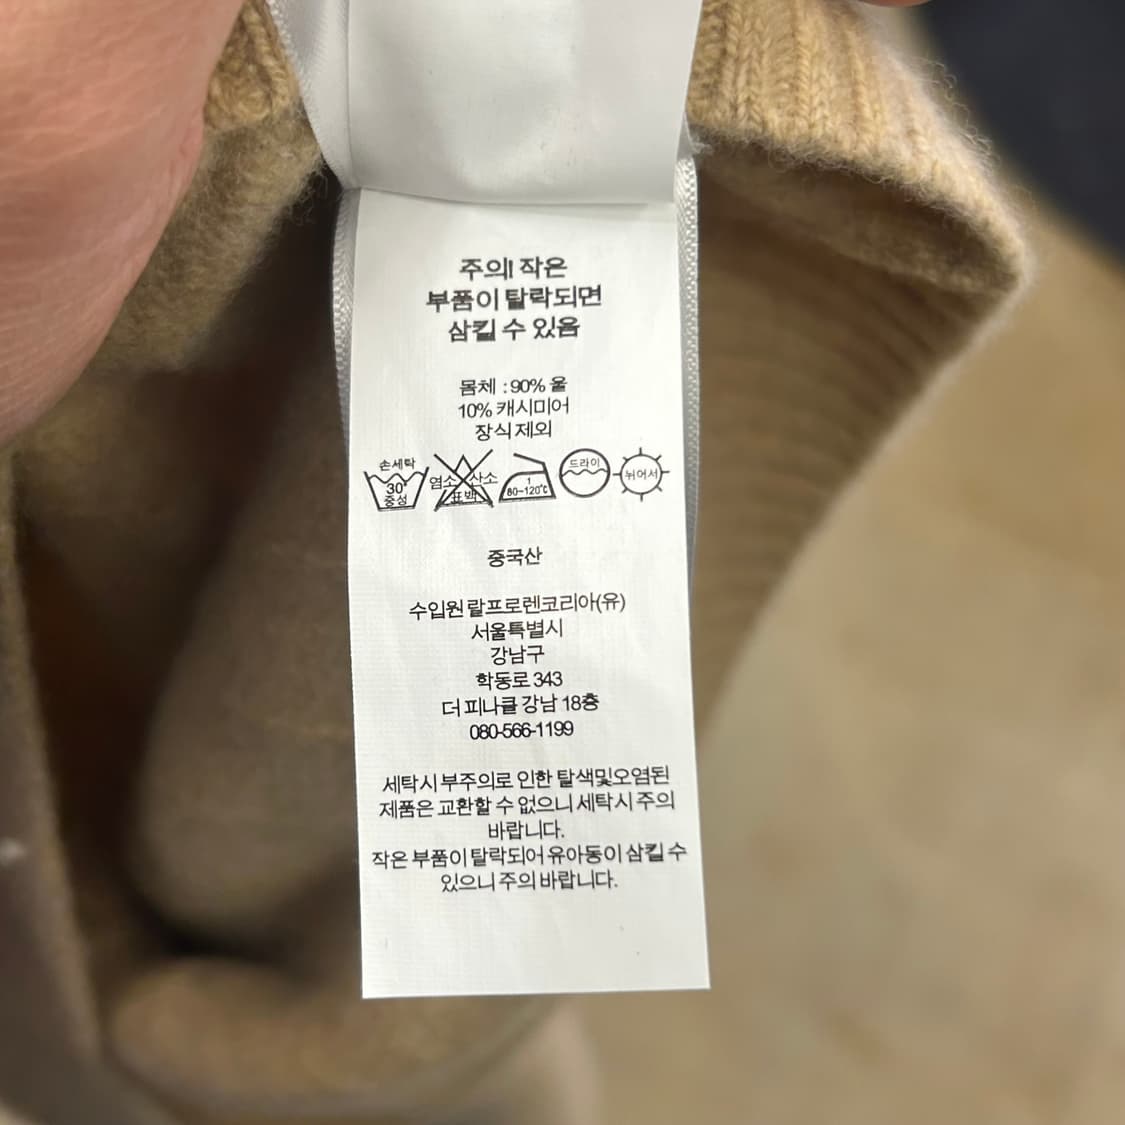 주의! 작은
부품이 탈락되면
삼킬 수 있음
몸체 : 90% 울
10% 캐시미어
장식 제외
손세탁
30°
중성
염소 산소
표백
1
80-120℃
드라이
뉘어서
중국산
수입원 랄프로렌코리아(유)
서울특별시
강남구
학동로 343
더 피나클 강남 18층
080-566-1199
세탁시 부주의로 인한 탈색및오염된
제품은 교환할 수 없으니 세탁시 주의
바랍니다.
작은 부품이 탈락되어 유아동이 삼킬 수
있으니 주의 바랍니다.